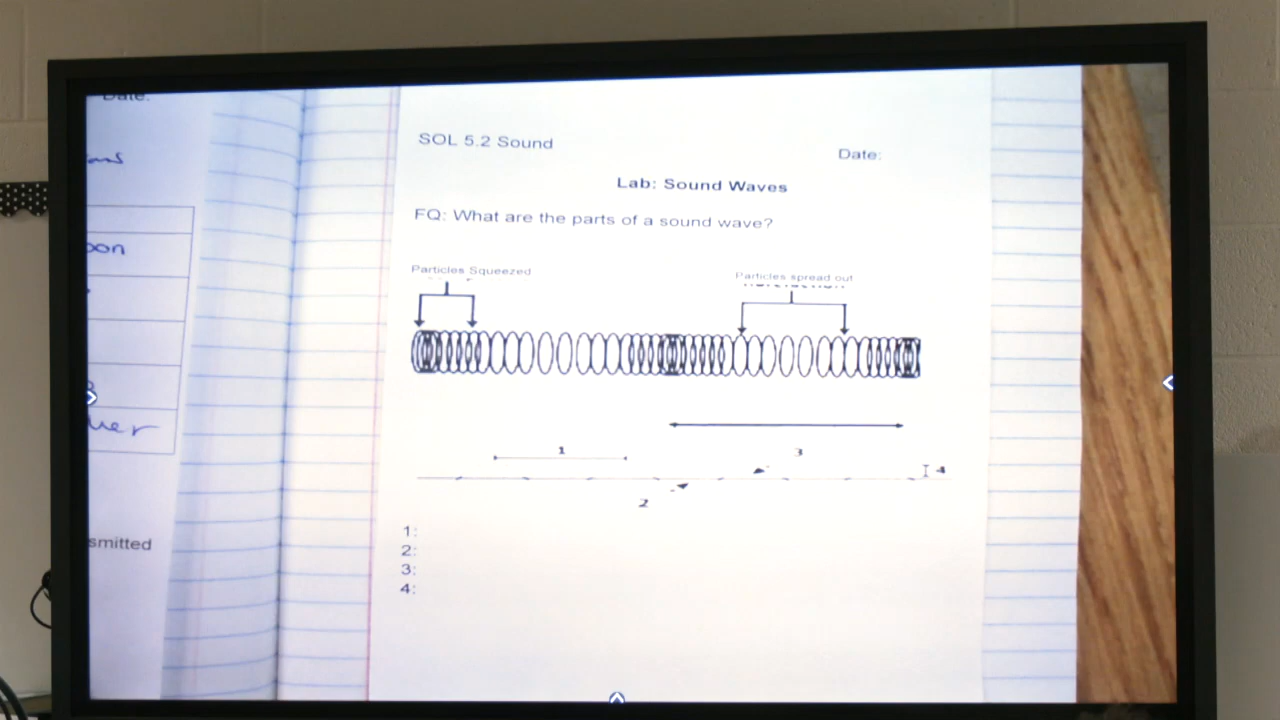 Date:
SOL 5.2 Sound
Date:
Lab: Sound Waves
FQ: What are the parts of a sound wave?
Particles Squeezed
Particles spread out
1
3
4
2
1:
2:
3:
4:
smitted